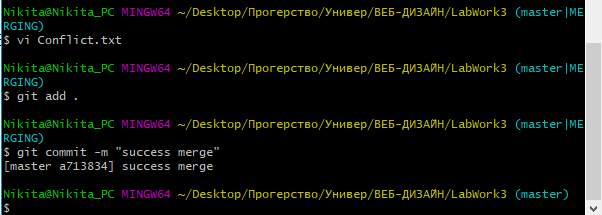 Nikita@Nikita_PC MINGW64 ~/Desktop/Прогерство/Универ/ВЕБ-ДИЗАЙН/LabWork3 (master|ME
RGING)
$ vi Conflict.txt
Nikita@Nikita_PC MINGW64 ~/Desktop/Прогерство/Универ/ВЕБ-ДИЗАЙН/LabWork3 (master|ME
RGING)
$ git add .
Nikita@Nikita_PC MINGW64 ~/Desktop/Прогерство/Универ/ВЕБ-ДИЗАЙН/LabWork3 (master|ME
RGING)
$ git commit -m "success merge"
[master a713834] success merge
Nikita@Nikita_PC MINGW64 ~/Desktop/Прогерство/Универ/ВЕБ-ДИЗАЙН/LabWork3 (master)
$